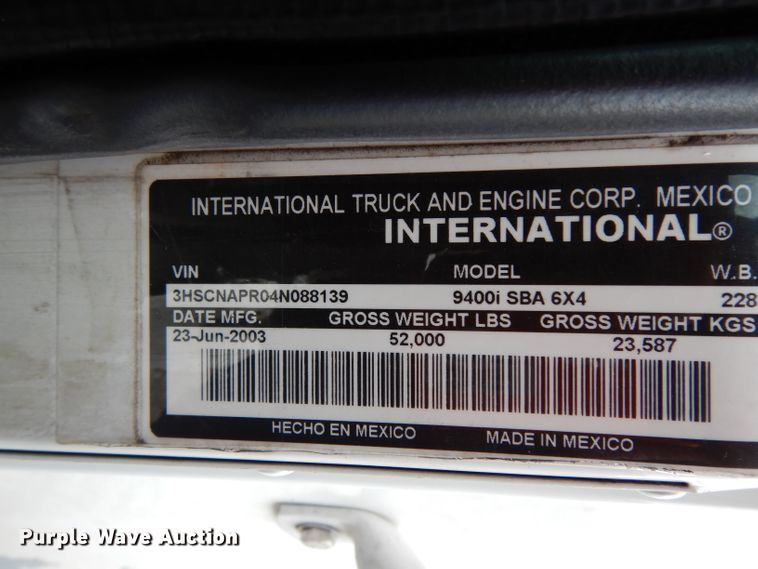 INTERNATIONAL TRUCK AND ENGINE CORP. MEXICO
INTERNATIONAL®
VIN MODEL W.B.
3HSCNAPR04N088139 9400i SBA 6X4 228
DATE MFG. GROSS WEIGHT LBS GROSS WEIGHT KGS
23-Jun-2003 52,000 23,587
HECHO EN MEXICO MADE IN MEXICO
Purple Wave Auction